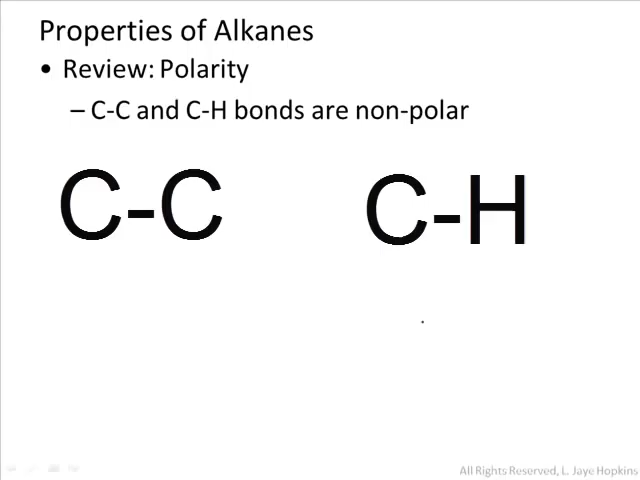 Properties of Alkanes
• Review: Polarity
– C-C and C-H bonds are non-polar
C-C C-H
All Rights Reserved, L. Jaye Hopkins